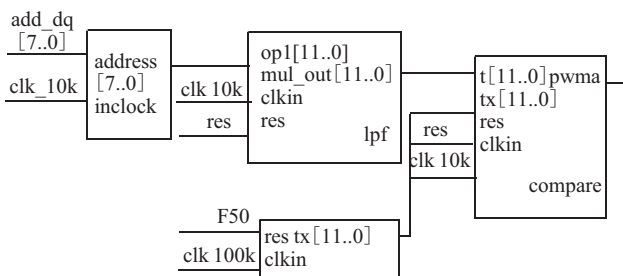 add_dq
[7..0]
clk_10k
address
[7..0]
inclock
clk 10k
res
op1[11..0]
mul_out[11..0]
clkin
res
lpf
res
clk 10k
t[11..0]pwma
tx[11..0]
res
clkin
compare
F50
clk 100k
res tx[11..0]
clkin